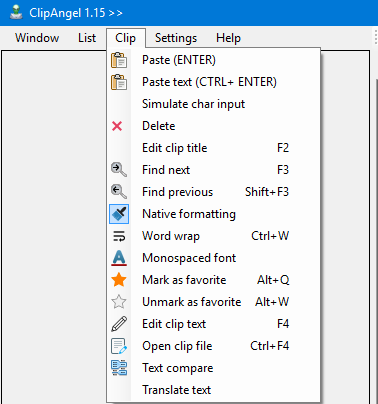 ClipAngel 1.15 >>
Window List Clip Settings Help
Paste (ENTER)
Paste text (CTRL+ ENTER)
Simulate char input
Delete
Edit clip title F2
Find next F3
Find previous Shift+F3
Native formatting
Word wrap Ctrl+W
Monospaced font
Mark as favorite Alt+Q
Unmark as favorite Alt+W
Edit clip text F4
Open clip file Ctrl+F4
Text compare
Translate text